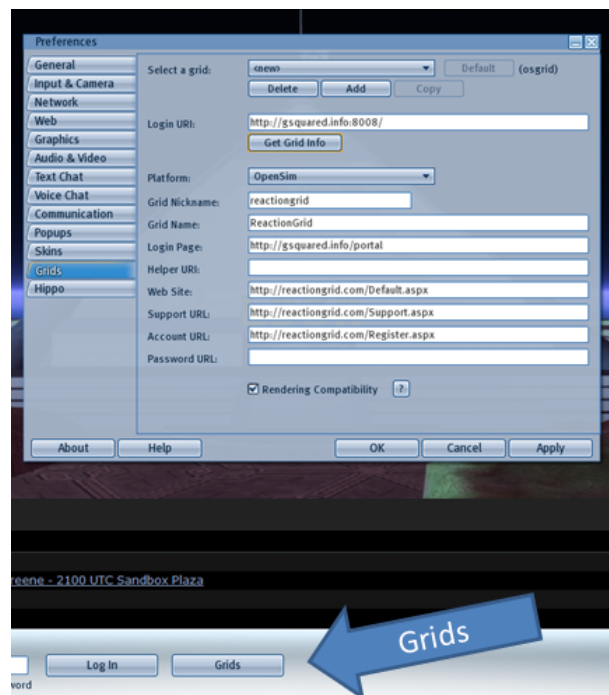 Preferences
General
Input & Camera
Network
Web
Graphics
Audio & Video
Text Chat
Voice Chat
Communication
Popups
Skins
Grids
Hippo
Select a grid: <new> Default (osgrid)
Delete Add Copy
Login URI: http://gsquared.info:8008/
Get Grid Info
Platform: OpenSim
Grid Nickname: reactiongrid
Grid Name: ReactionGrid
Login Page: http://gsquared.info/portal
Helper URI:
Web Site: http://reactiongrid.com/Default.aspx
Support URL: http://reactiongrid.com/Support.aspx
Account URL: http://reactiongrid.com/Register.aspx
Password URL:
Rendering Compatibility ?
About Help OK Cancel Apply
reene - 2100 UTC Sandbox Plaza
Grids
Log In Grids
word